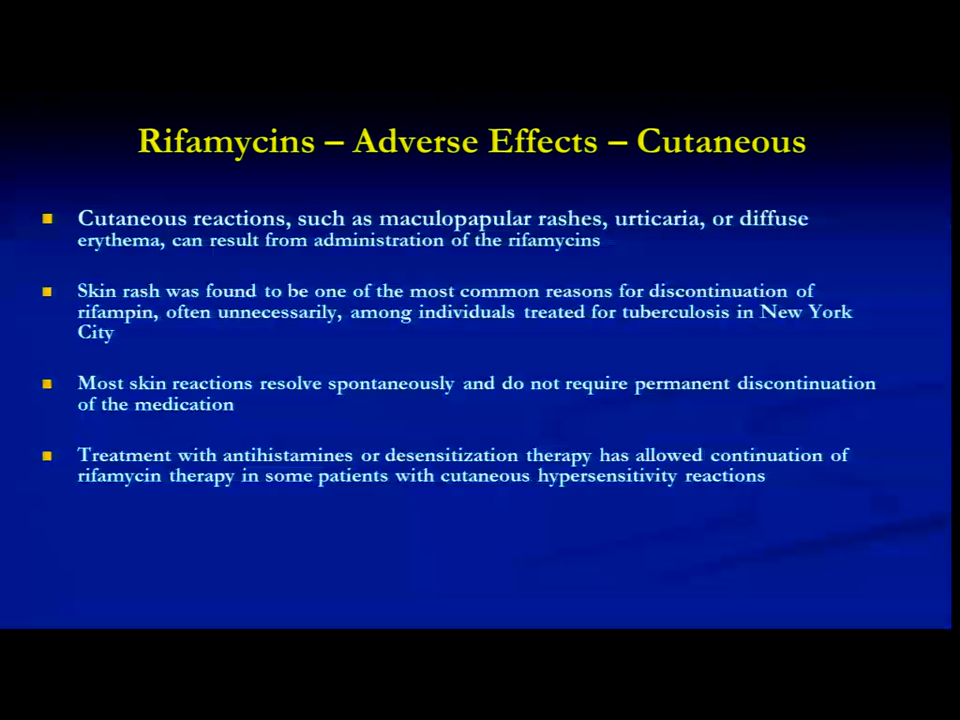 Rifamycins – Adverse Effects – Cutaneous
Cutaneous reactions, such as maculopapular rashes, urticaria, or diffuse
erythema, can result from administration of the rifamycins
Skin rash was found to be one of the most common reasons for discontinuation of
rifampin, often unnecessarily, among individuals treated for tuberculosis in New York
City
Most skin reactions resolve spontaneously and do not require permanent discontinuation
of the medication
Treatment with antihistamines or desensitization therapy has allowed continuation of
rifamycin therapy in some patients with cutaneous hypersensitivity reactions